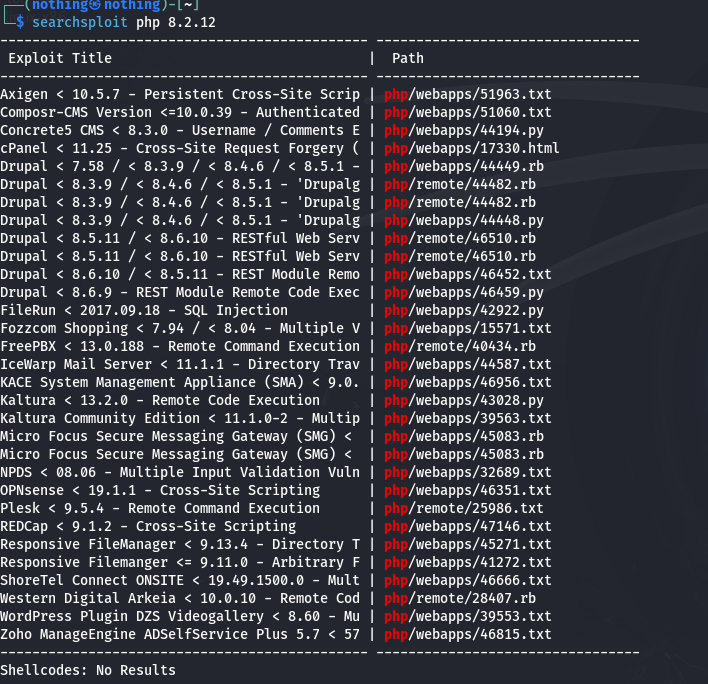 (nothing㉿nothing)-[~]
$ searchsploit php 8.2.12
Exploit Title | Path
Axigen < 10.5.7 - Persistent Cross-Site Scrip | php/webapps/51963.txt
Composr-CMS Version <=10.0.39 - Authenticated | php/webapps/51060.txt
Concrete5 CMS < 8.3.0 - Username / Comments E | php/webapps/44194.py
cPanel < 11.25 - Cross-Site Request Forgery ( | php/webapps/17330.html
Drupal < 7.58 / < 8.3.9 / < 8.4.6 / < 8.5.1 - | php/webapps/44449.rb
Drupal < 8.3.9 / < 8.4.6 / < 8.5.1 - 'Drupalg | php/remote/44482.rb
Drupal < 8.3.9 / < 8.4.6 / < 8.5.1 - 'Drupalg | php/remote/44482.rb
Drupal < 8.3.9 / < 8.4.6 / < 8.5.1 - 'Drupalg | php/webapps/44448.py
Drupal < 8.5.11 / < 8.6.10 - RESTful Web Serv | php/remote/46510.rb
Drupal < 8.5.11 / < 8.6.10 - RESTful Web Serv | php/remote/46510.rb
Drupal < 8.6.10 / < 8.5.11 - REST Module Remo | php/webapps/46452.txt
Drupal < 8.6.9 - REST Module Remote Code Exec | php/webapps/46459.py
FileRun < 2017.09.18 - SQL Injection | php/webapps/42922.py
Fozzcom Shopping < 7.94 / < 8.04 - Multiple V | php/webapps/15571.txt
FreePBX < 13.0.188 - Remote Command Execution | php/remote/40434.rb
IceWarp Mail Server < 11.1.1 - Directory Trav | php/webapps/44587.txt
KACE System Management Appliance (SMA) < 9.0. | php/webapps/46956.txt
Kaltura < 13.2.0 - Remote Code Execution | php/webapps/43028.py
Kaltura Community Edition < 11.1.0-2 - Multip | php/webapps/39563.txt
Micro Focus Secure Messaging Gateway (SMG) < | php/webapps/45083.rb
Micro Focus Secure Messaging Gateway (SMG) < | php/webapps/45083.rb
NPDS < 08.06 - Multiple Input Validation Vuln | php/webapps/32689.txt
OPNsense < 19.1.1 - Cross-Site Scripting | php/webapps/46351.txt
Plesk < 9.5.4 - Remote Command Execution | php/remote/25986.txt
REDCap < 9.1.2 - Cross-Site Scripting | php/webapps/47146.txt
Responsive FileManager < 9.13.4 - Directory T | php/webapps/45271.txt
Responsive Filemanger <= 9.11.0 - Arbitrary F | php/webapps/41272.txt
ShoreTel Connect ONSITE < 19.49.1500.0 - Mult | php/webapps/46666.txt
Western Digital Arkeia < 10.0.10 - Remote Cod | php/remote/28407.rb
WordPress Plugin DZS Videogallery < 8.60 - Mu | php/webapps/39553.txt
Zoho ManageEngine ADSelfService Plus 5.7 < 57 | php/webapps/46815.txt
Shellcodes: No Results